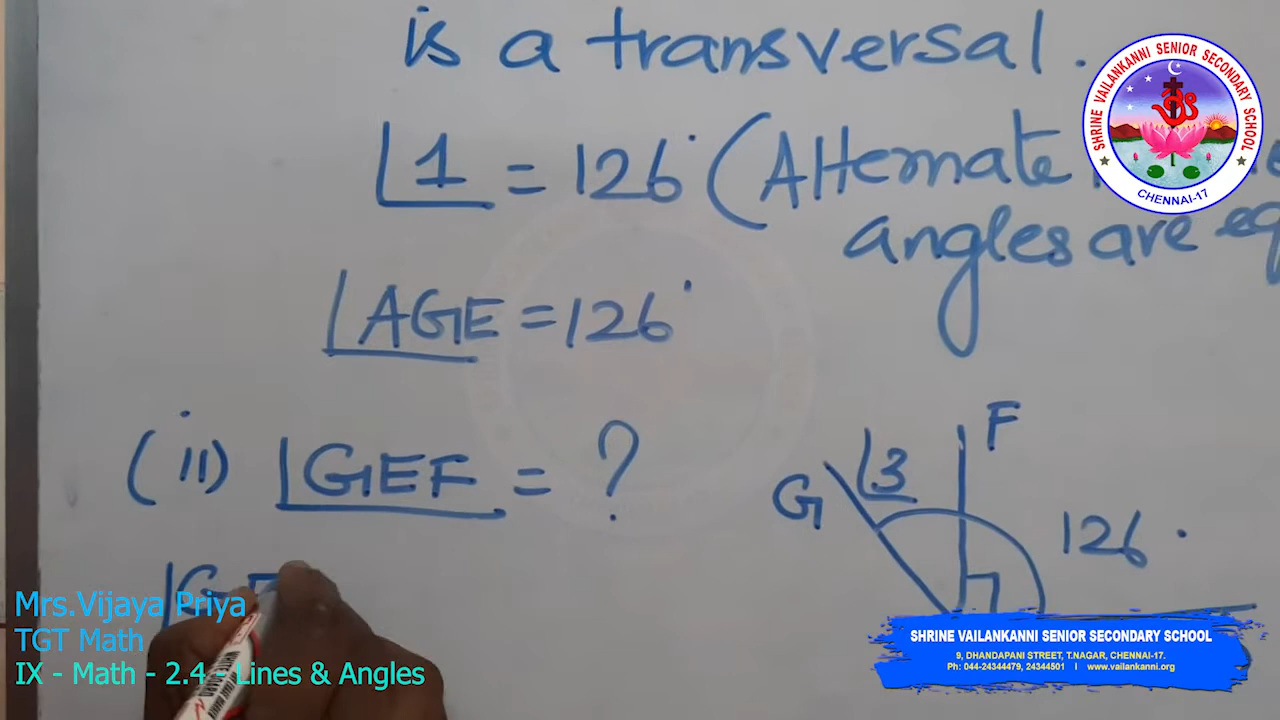 is a transversal.
∠1 = 126° (Alternate
angles are
∠AGE = 126°
(ii) ∠GEF = ?
F
∠3
G
126°
∠G
SHRINE VAILANKANNI SENIOR SECONDARY SCHOOL
CHENNAI-17
Mrs.Vijaya Priya
TGT Math
IX - Math - 2.4 - Lines & Angles
SHRINE VAILANKANNI SENIOR SECONDARY SCHOOL
9, DHANDAPANI STREET, T.NAGAR, CHENNAI-17.
Ph: 044-24344479, 24344501 I www.vailankanni.org